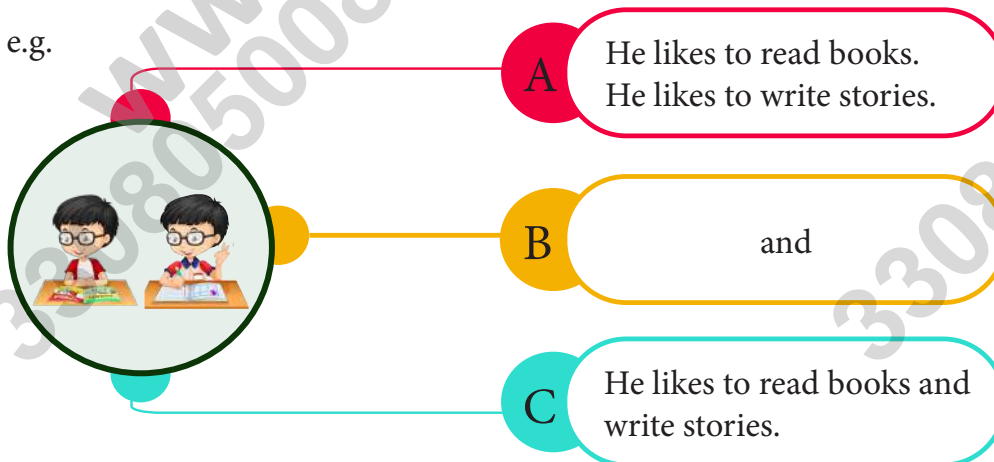 e.g.
A
He likes to read books.
He likes to write stories.
B
and
C
He likes to read books and
write stories.